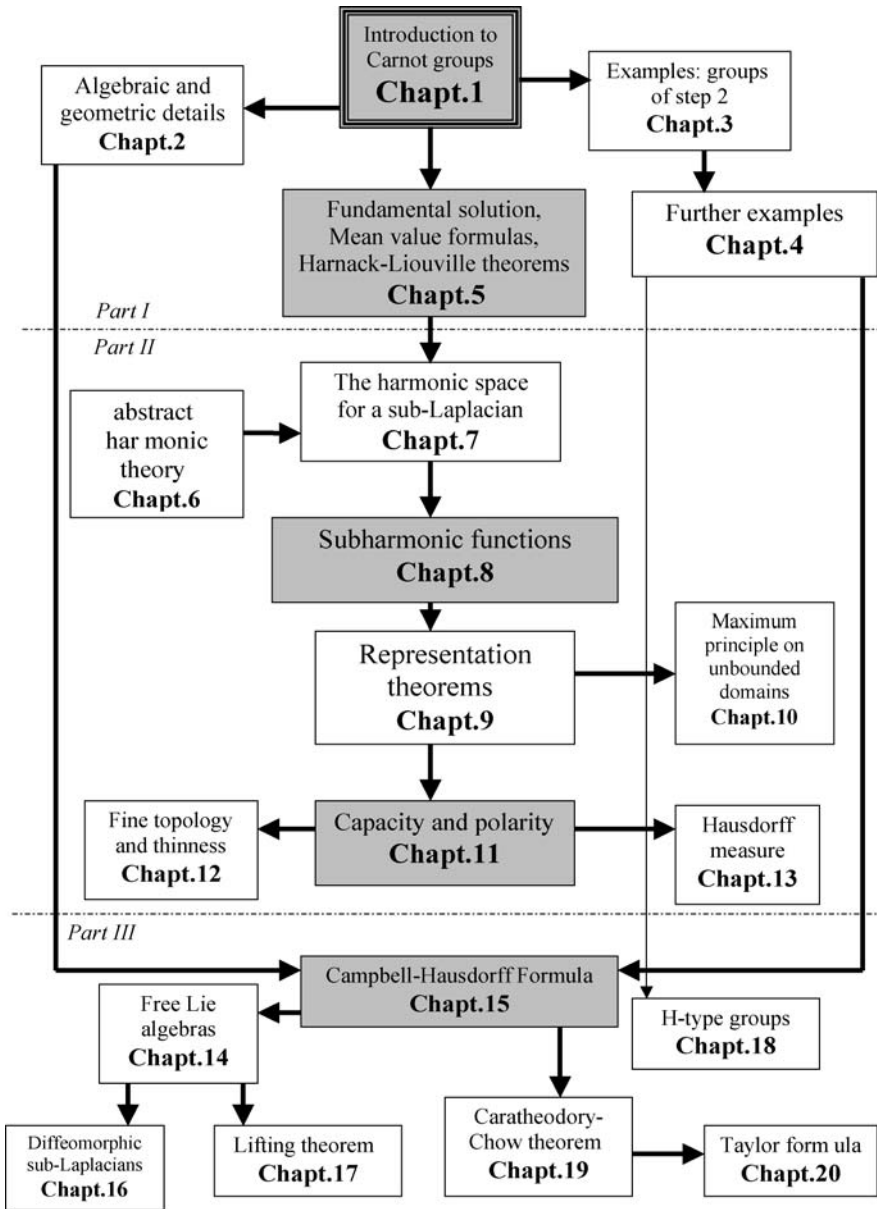 Introduction to
Carnot groups
Chapt.1
Algebraic and
geometric details
Chapt.2
Examples: groups
of step 2
Chapt.3
Fundamental solution,
Mean value formulas,
Harnack-Liouville theorems
Chapt.5
Further examples
Chapt.4
Part I
Part II
The harmonic space
for a sub-Laplacian
Chapt.7
abstract
har monic
theory
Chapt.6
Subharmonic functions
Chapt.8
Representation
theorems
Chapt.9
Maximum
principle on
unbounded
domains
Chapt.10
Fine topology
and thinness
Chapt.12
Capacity and polarity
Chapt.11
Hausdorff
measure
Chapt.13
Part III
Campbell-Hausdorff Formula
Chapt.15
Free Lie
algebras
Chapt.14
H-type groups
Chapt.18
Diffeomorphic
sub-Laplacians
Chapt.16
Lifting theorem
Chapt.17
Caratheodory-
Chow theorem
Chapt.19
Taylor form ula
Chapt.20